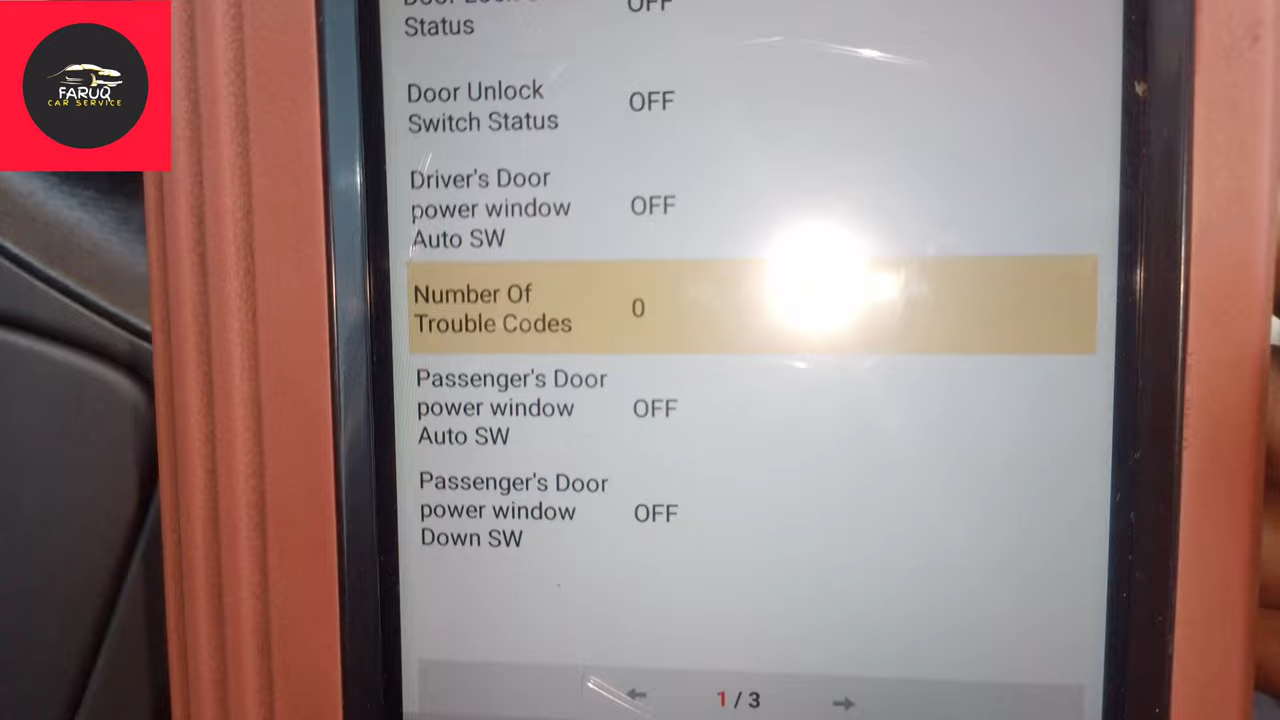 FARUQ
CAR SERVICE
OFF
Status
Door Unlock
Switch Status
OFF
Driver's Door
power window
Auto SW
OFF
Number Of
Trouble Codes
0
Passenger's Door
power window
Auto SW
OFF
Passenger's Door
power window
Down SW
OFF
1 / 3